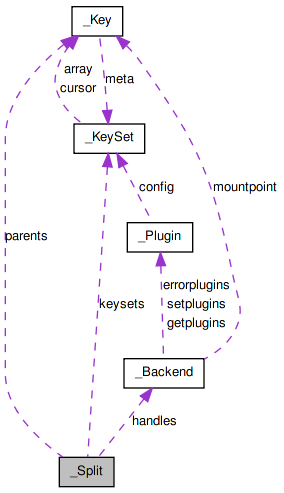 _Key
array
cursor
meta
_KeySet
config
mountpoint
_Plugin
parents
errorplugins
setplugins
getplugins
keysets
_Backend
handles
_Split